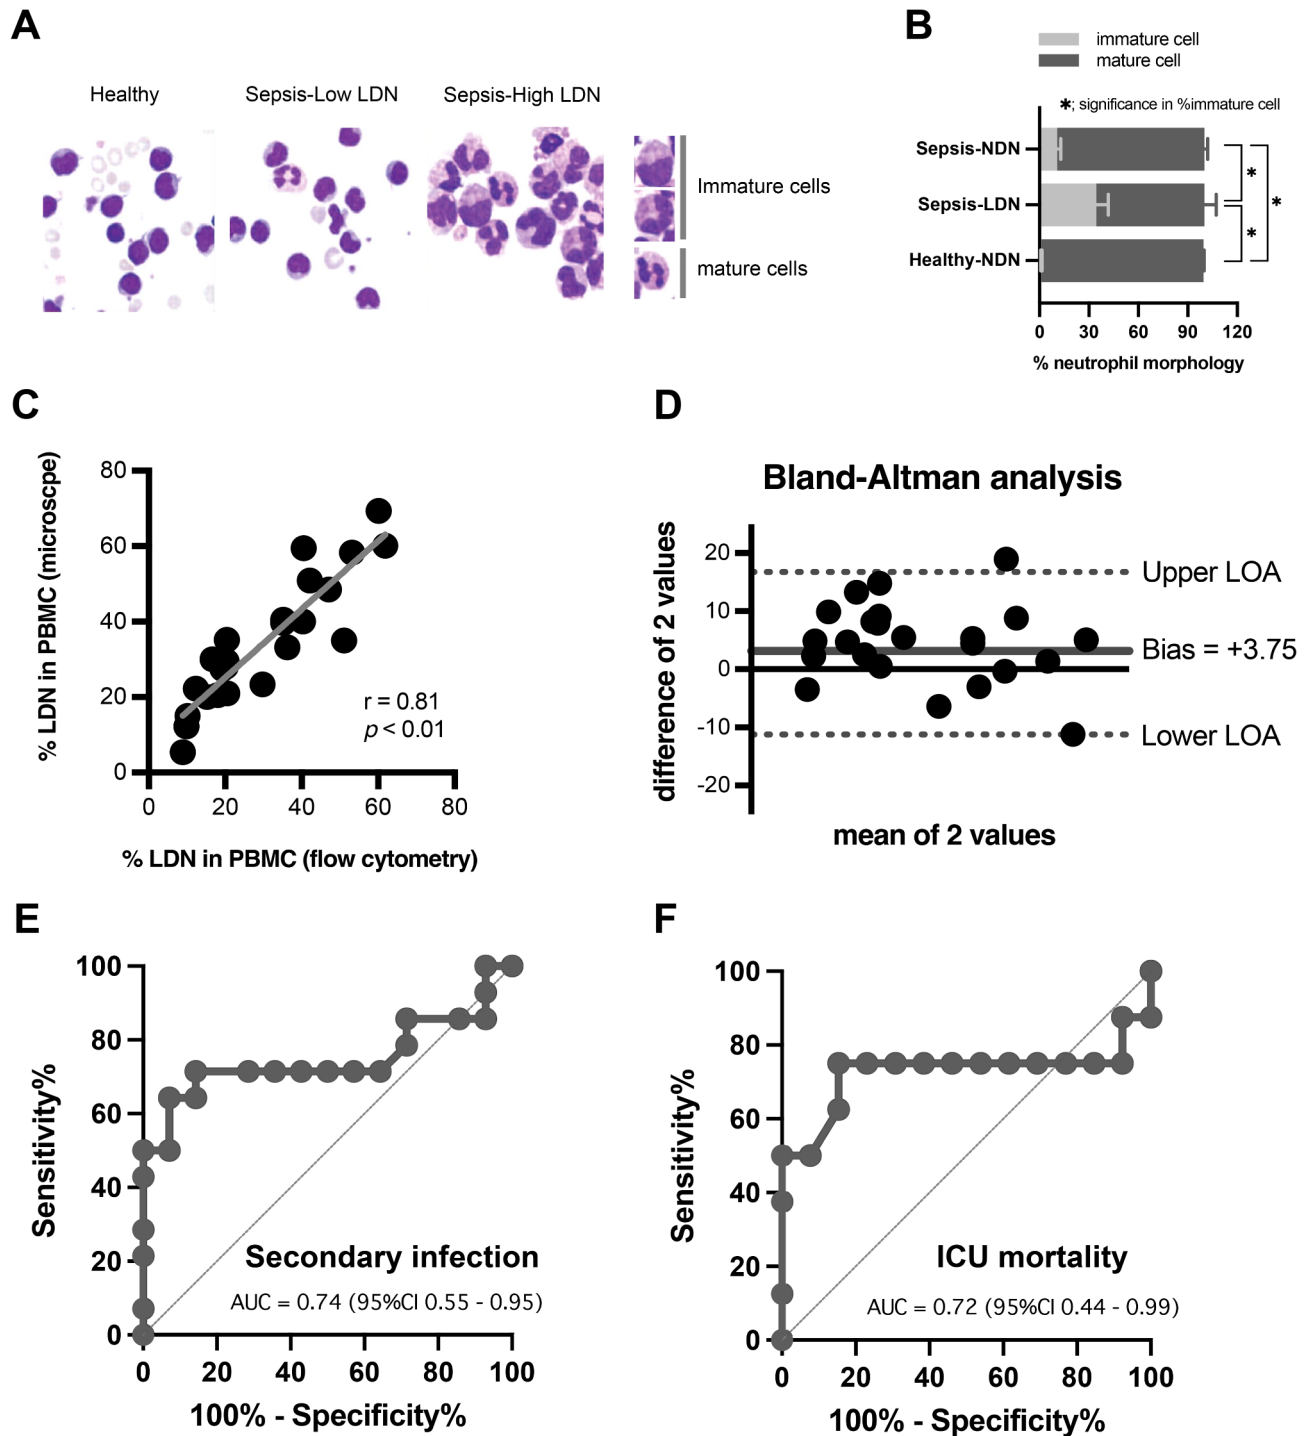 A
Healthy
Sepsis-Low LDN
Sepsis-High LDN
Immature cells
mature cells
B
immature cell
mature cell
✱; significance in %immature cell
Sepsis-NDN
Sepsis-LDN
Healthy-NDN
*
*
*
0 30 60 90 120
% neutrophil morphology
C
% LDN in PBMC (microscpe)
80
60
40
20
0
r = 0.81
p < 0.01
0 20 40 60 80
% LDN in PBMC (flow cytometry)
D
Bland-Altman analysis
difference of 2 values
20
10
0
-10
-20
Upper LOA
Bias = +3.75
Lower LOA
mean of 2 values
E
Sensitivity%
100
80
60
40
20
0
Secondary infection
AUC = 0.74 (95%CI 0.55 - 0.95)
0 20 40 60 80 100
100% - Specificity%
F
Sensitivity%
100
80
60
40
20
0
ICU mortality
AUC = 0.72 (95%CI 0.44 - 0.99)
0 20 40 60 80 100
100% - Specificity%